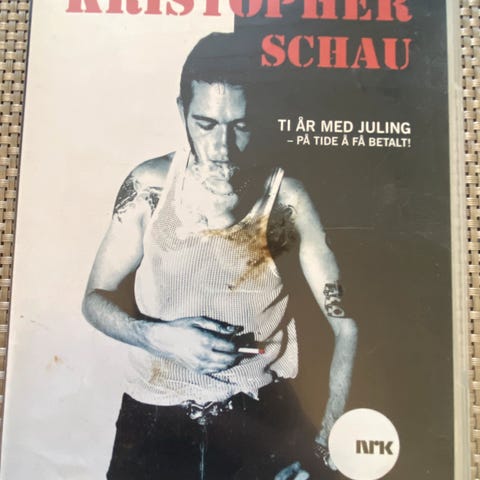 KRISTOPHER
SCHAU
TI ÅR MED JULING
– PÅ TIDE Å FÅ BETALT!
NRK